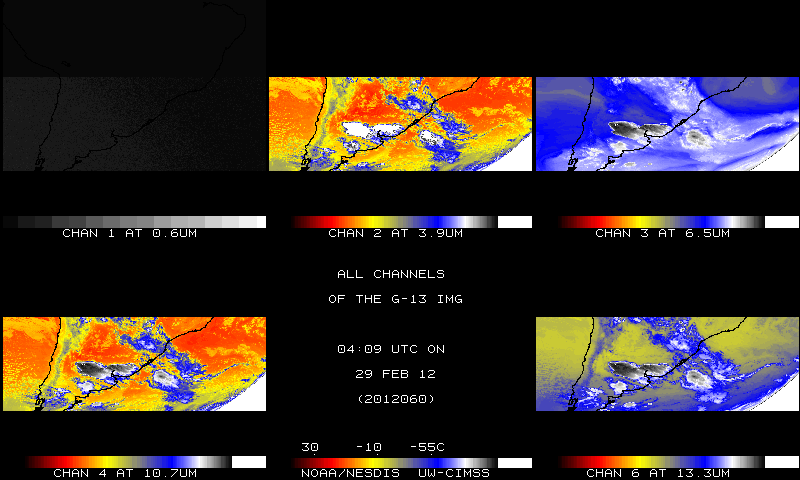 CHAN 1 AT 0.6UM
CHAN 2 AT 3.9UM
CHAN 3 AT 6.5UM
ALL CHANNELS
OF THE G-13 IMG
04:09 UTC ON
29 FEB 12
(2012060)
30 -10 -55C
CHAN 4 AT 10.7UM
NOAA/NESDIS UW-CIMSS
CHAN 6 AT 13.3UM